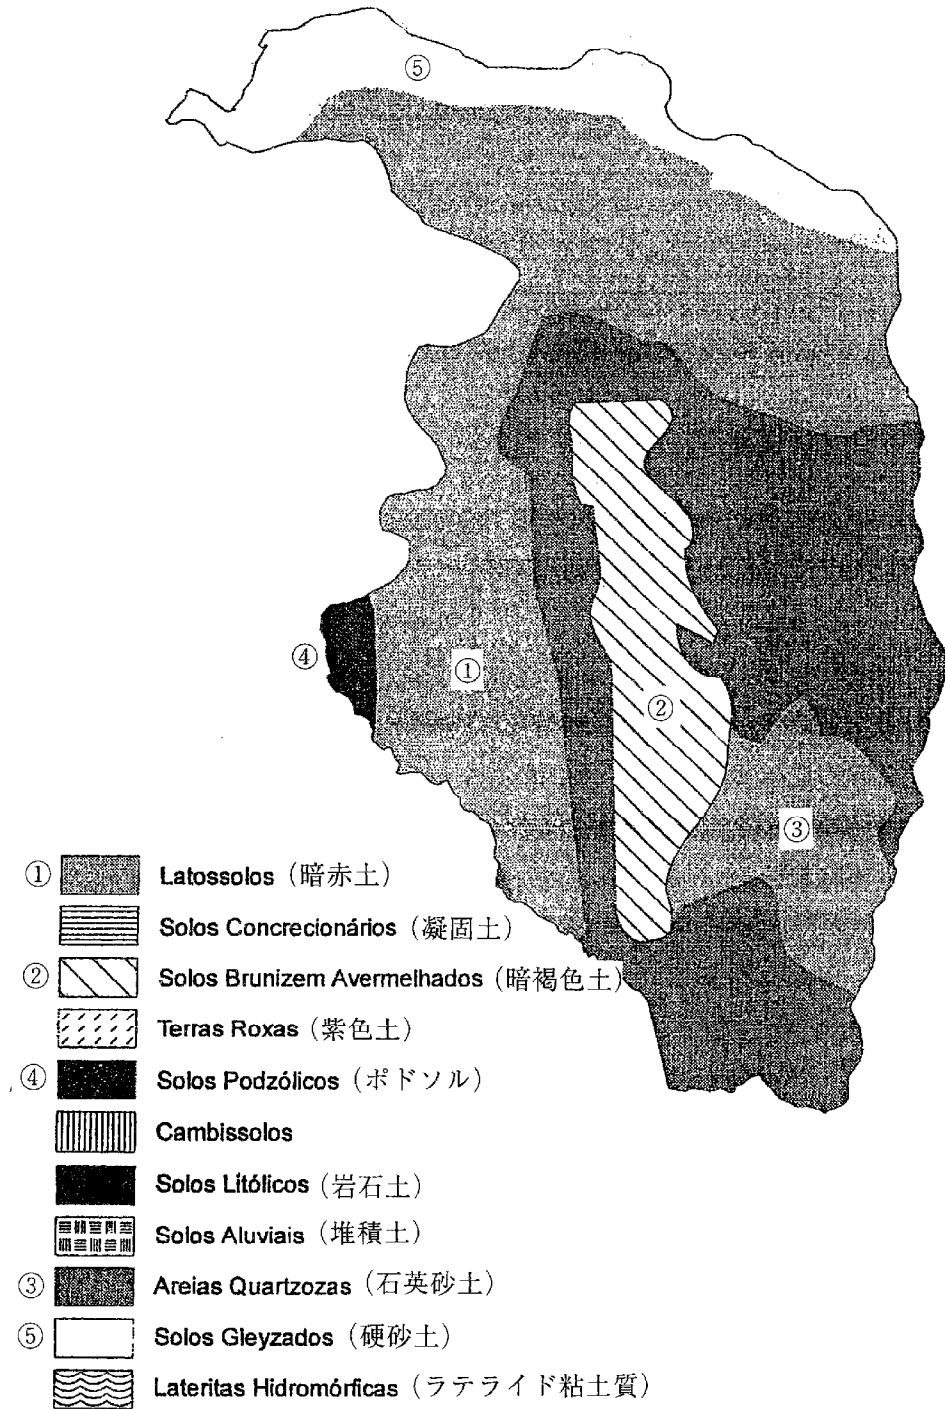 ⑤
④
①
②
③
① Latossolos（暗赤土）
Solos Concrecionários（凝固土）
② Solos Brunizem Avermelhados（暗褐色土）
Terras Roxas（紫色土）
④ Solos Podzólicos（ポドソル）
Cambissolos
Solos Litólicos（岩石土）
Solos Aluviais（堆積土）
③ Areias Quartzozas（石英砂土）
⑤ Solos Gleyzados（硬砂土）
Lateritas Hidromórficas（ラテライド粘土質）